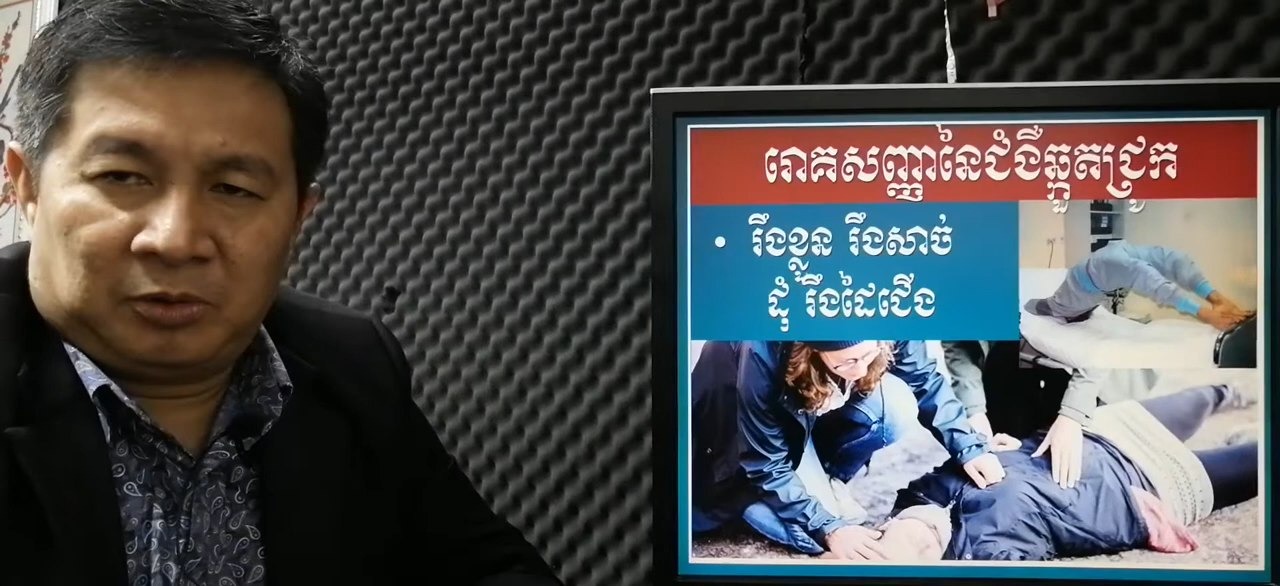 រោគសញ្ញានៃជំងឺឆ្កួតជ្រូក
• រឹងខ្លួន រឹងសាច់
ដុំ រឹងដៃជើង